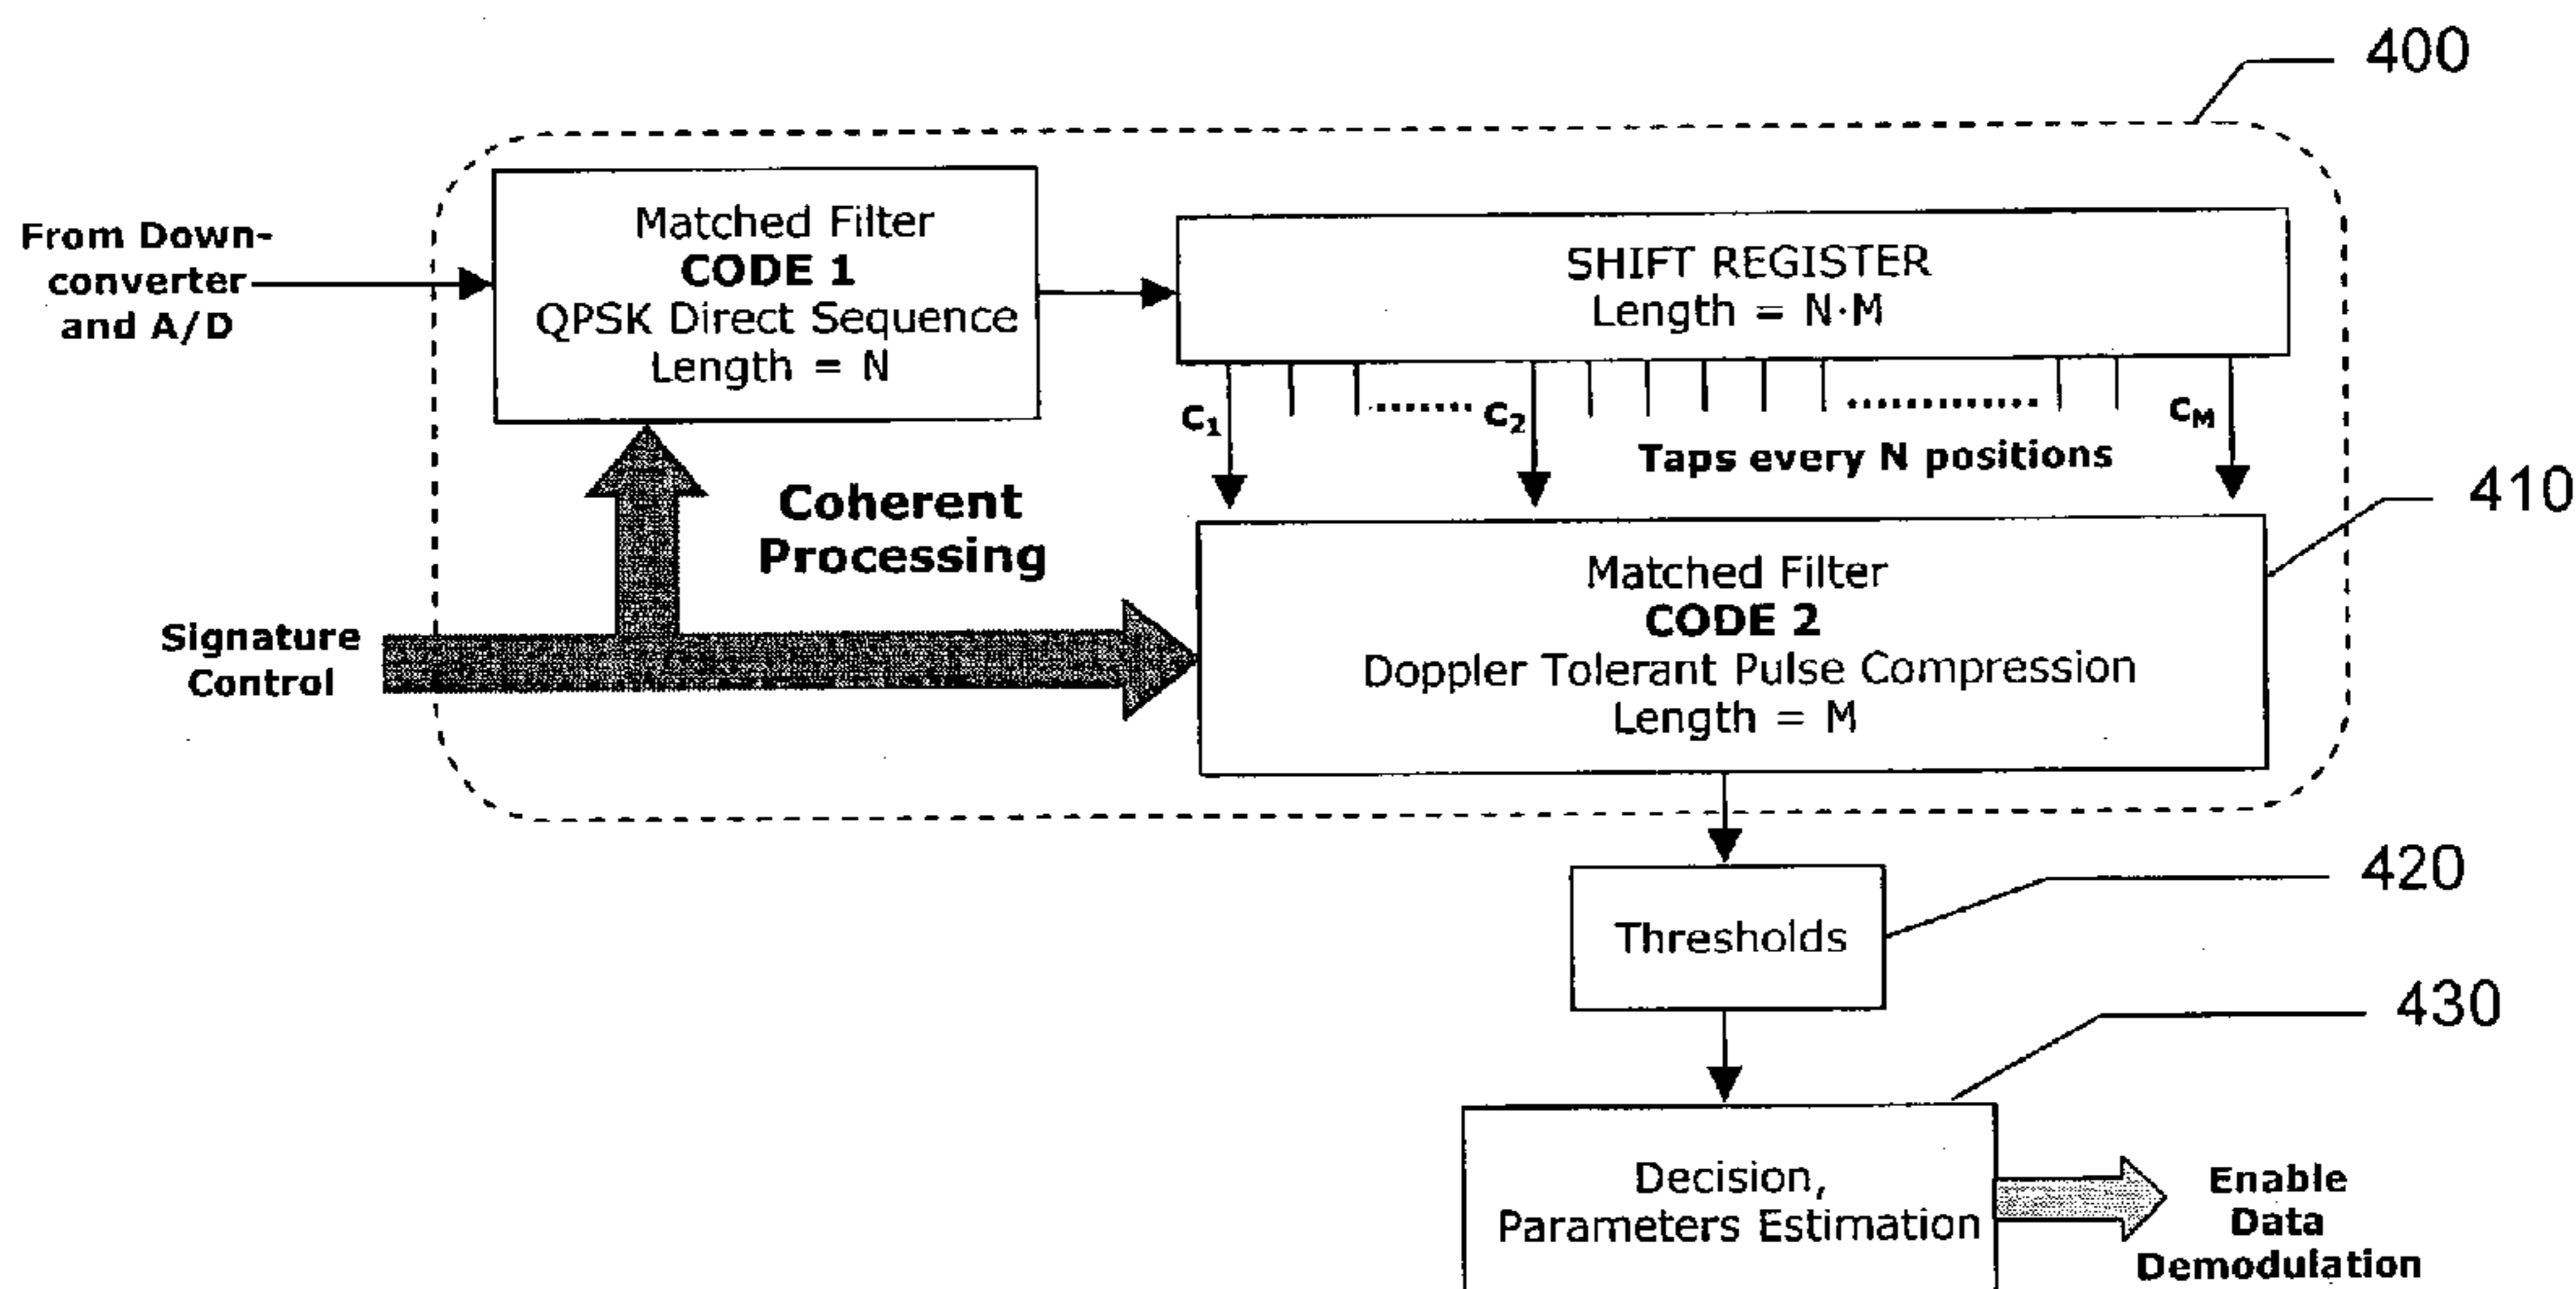 400
From Down-
converter
and A/D
Matched Filter
CODE 1
QPSK Direct Sequence
Length = N
SHIFT REGISTER
Length = N·M
C1
........
C2
.............
CM
Taps every N positions
410
Coherent
Processing
Signature
Control
Matched Filter
CODE 2
Doppler Tolerant Pulse Compression
Length = M
420
Thresholds
430
Decision,
Parameters Estimation
Enable
Data
Demodulation